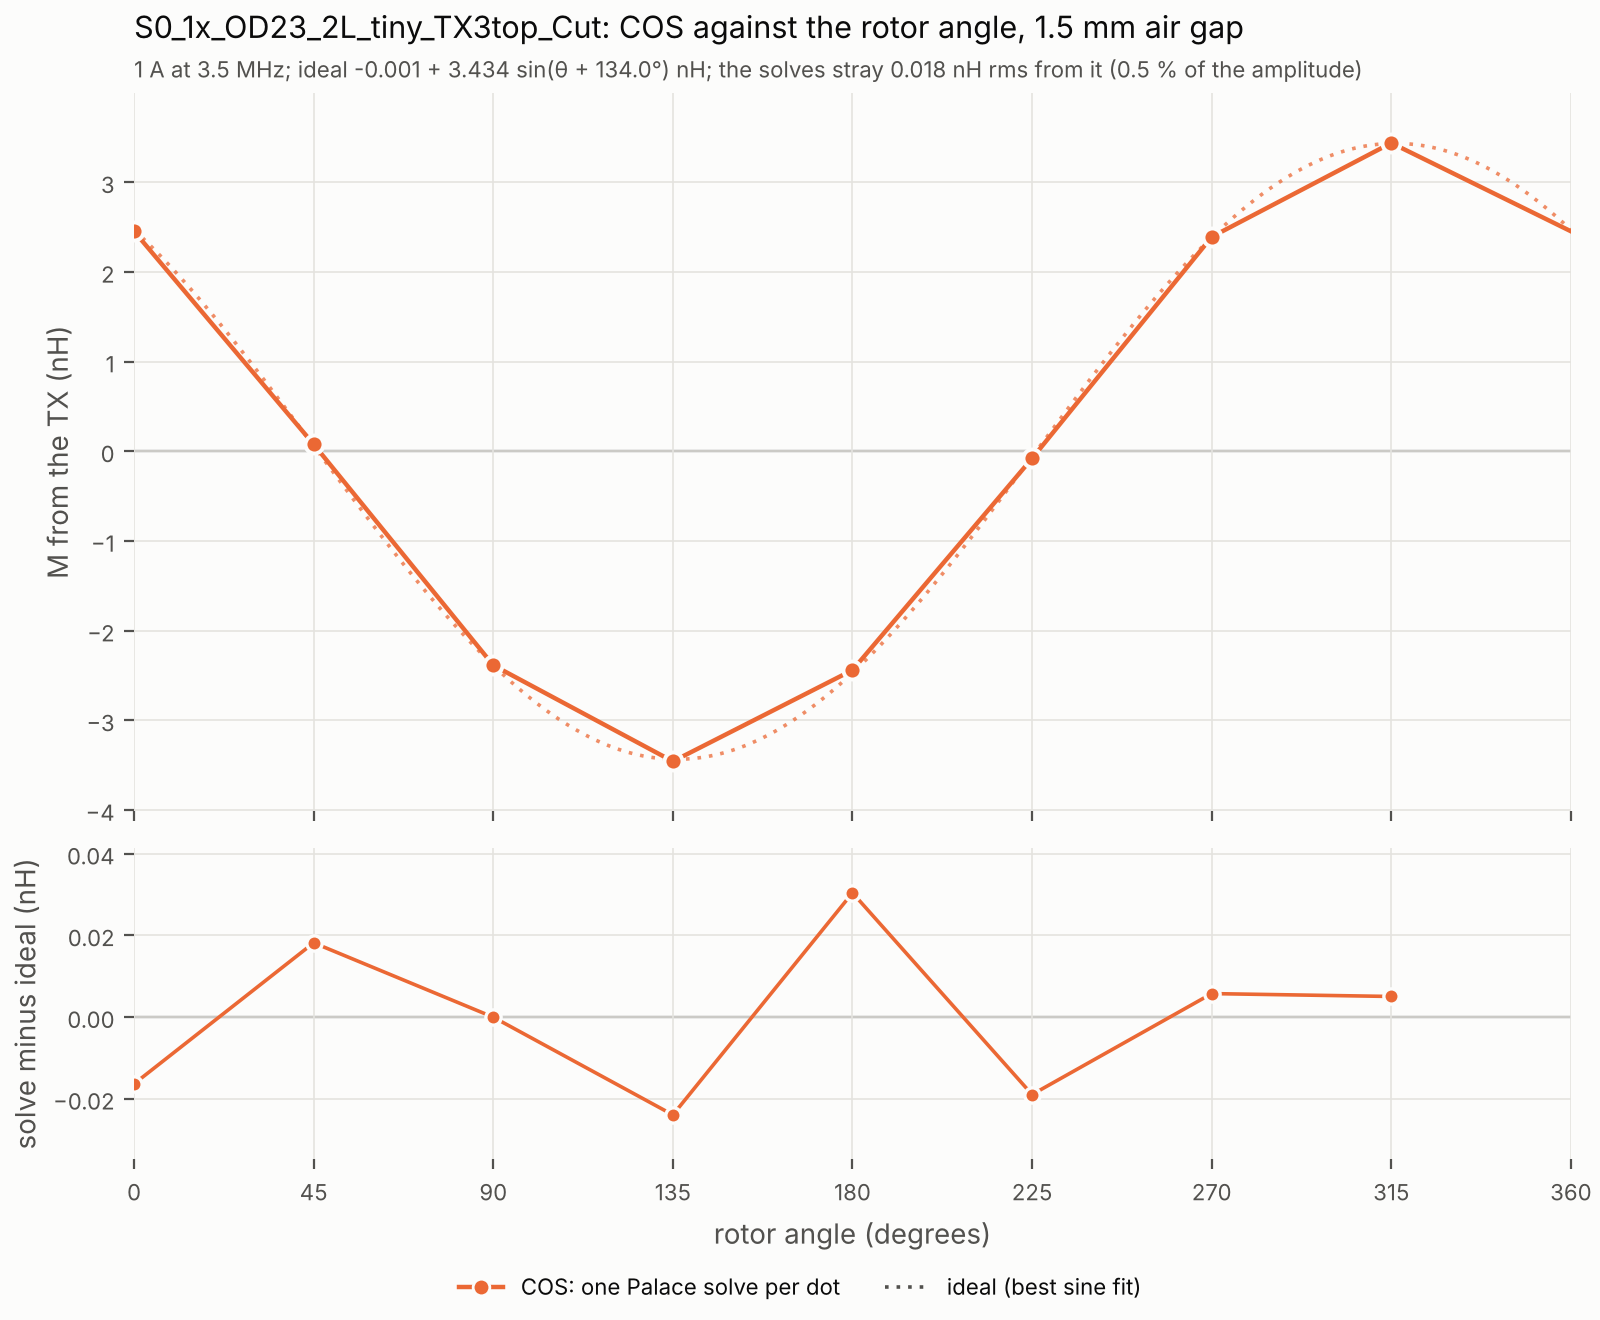 S0_1x_OD23_2L_tiny_TX3top_Cut: COS against the rotor angle, 1.5 mm air gap
1 A at 3.5 MHz; ideal -0.001 + 3.434 sin(θ + 134.0°) nH; the solves stray 0.018 nH rms from it (0.5 % of the amplitude)
M from the TX (nH)
3
2
1
0
−1
−2
−3
−4
solve minus ideal (nH)
0.04
0.02
0.00
−0.02
0 45 90 135 180 225 270 315 360
rotor angle (degrees)
COS: one Palace solve per dot ideal (best sine fit)